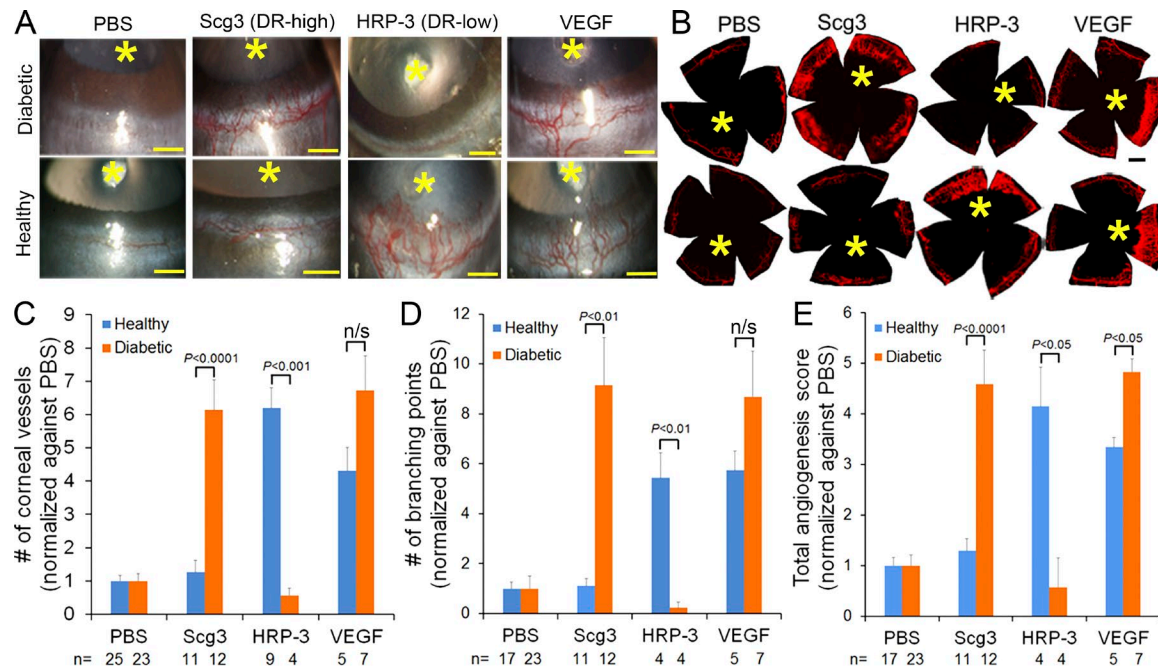 A
PBS
Scg3 (DR-high)
HRP-3 (DR-low)
VEGF
Diabetic
Healthy
B
PBS
Scg3
HRP-3
VEGF
C
# of corneal vessels
(normalized against PBS)
9
8
7
6
5
4
3
2
1
0
Healthy
Diabetic
P<0.0001
P<0.001
n/s
PBS
Scg3
HRP-3
VEGF
n= 25 23 11 12 9 4 5 7
D
# of branching points
(normalized against PBS)
12
10
8
6
4
2
0
Healthy
Diabetic
P<0.01
P<0.01
n/s
PBS
Scg3
HRP-3
VEGF
n= 17 23 11 12 4 4 5 7
E
Total angiogenesis score
(normalized against PBS)
6
5
4
3
2
1
0
Healthy
Diabetic
P<0.0001
P<0.05
P<0.05
PBS
Scg3
HRP-3
VEGF
n= 17 23 11 12 4 4 5 7